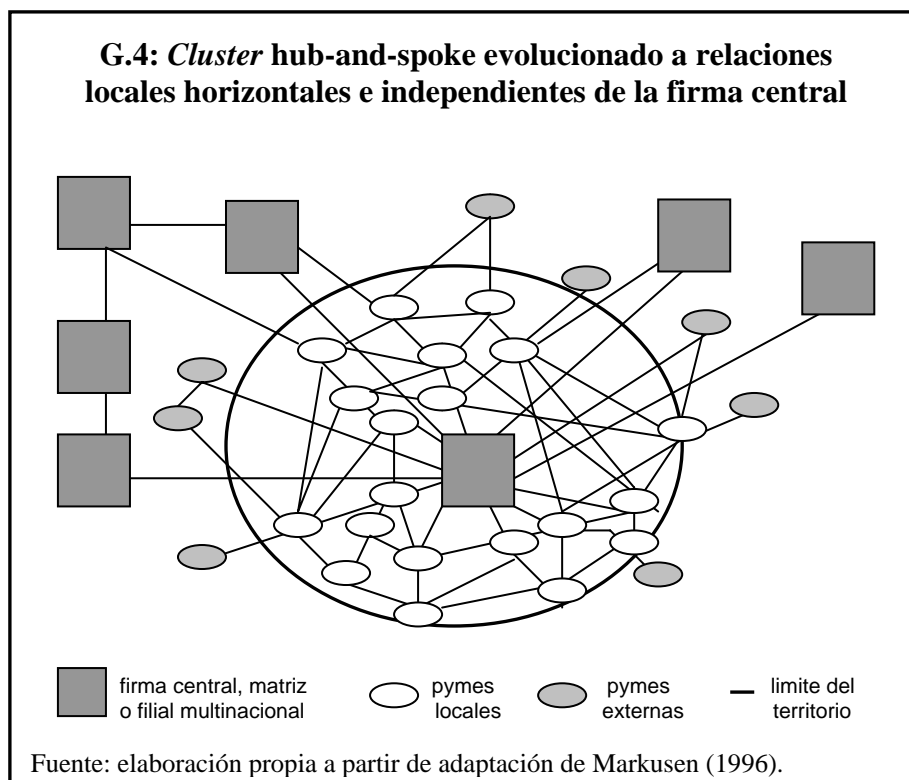 G.4: Cluster hub-and-spoke evolucionado a relaciones
locales horizontales e independientes de la firma central
firma central, matriz
o filial multinacional
pymes
locales
pymes
externas
limite del
territorio
Fuente: elaboración propia a partir de adaptación de Markusen (1996).